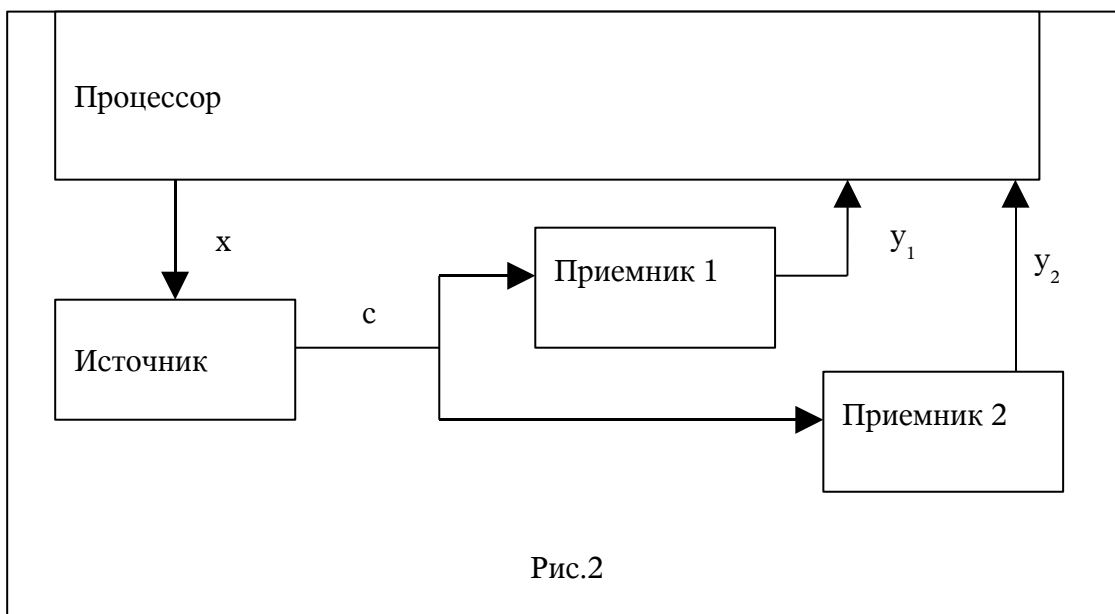 Процессор
x
y1
Приемник 1
y2
c
Источник
Приемник 2
Рис.2